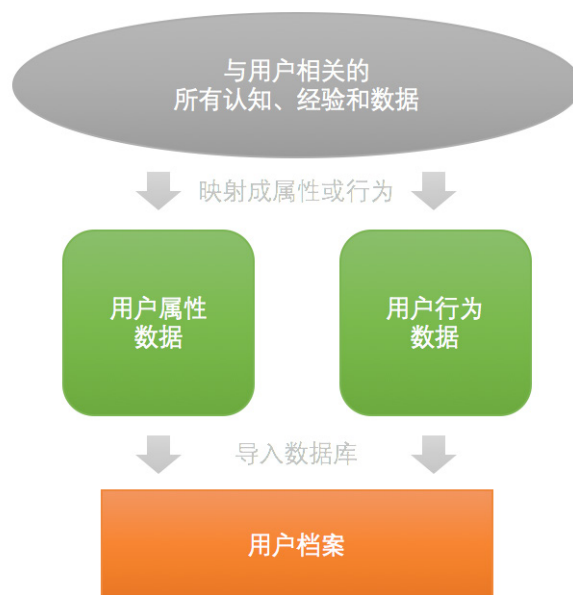 与用户相关的
所有认知、经验和数据
映射成属性或行为
用户属性
数据
用户行为
数据
导入数据库
用户档案